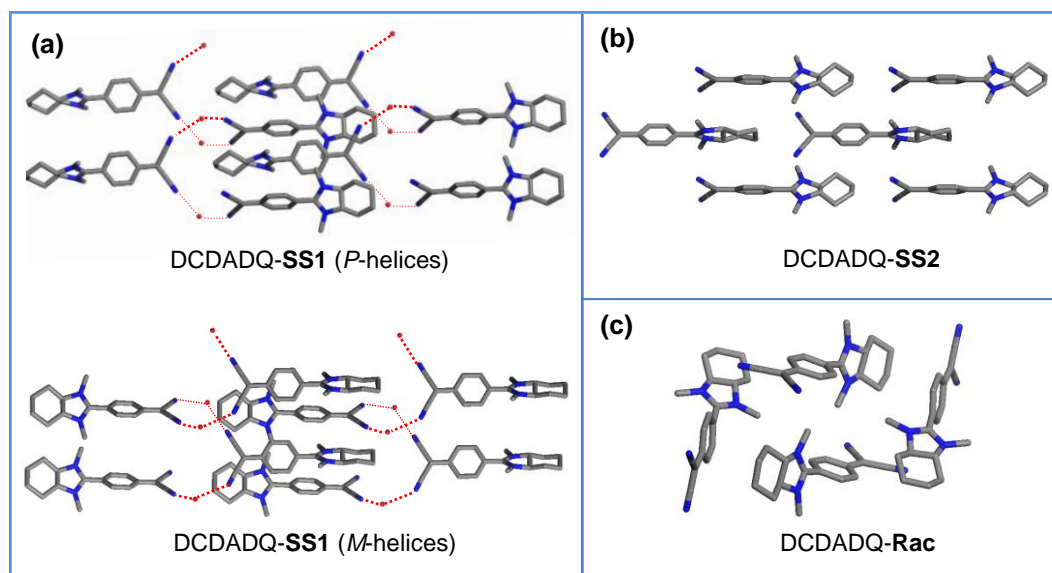 (a)
DCDADQ-SS1 (P-helices)
DCDADQ-SS1 (M-helices)
(b)
DCDADQ-SS2
(c)
DCDADQ-Rac